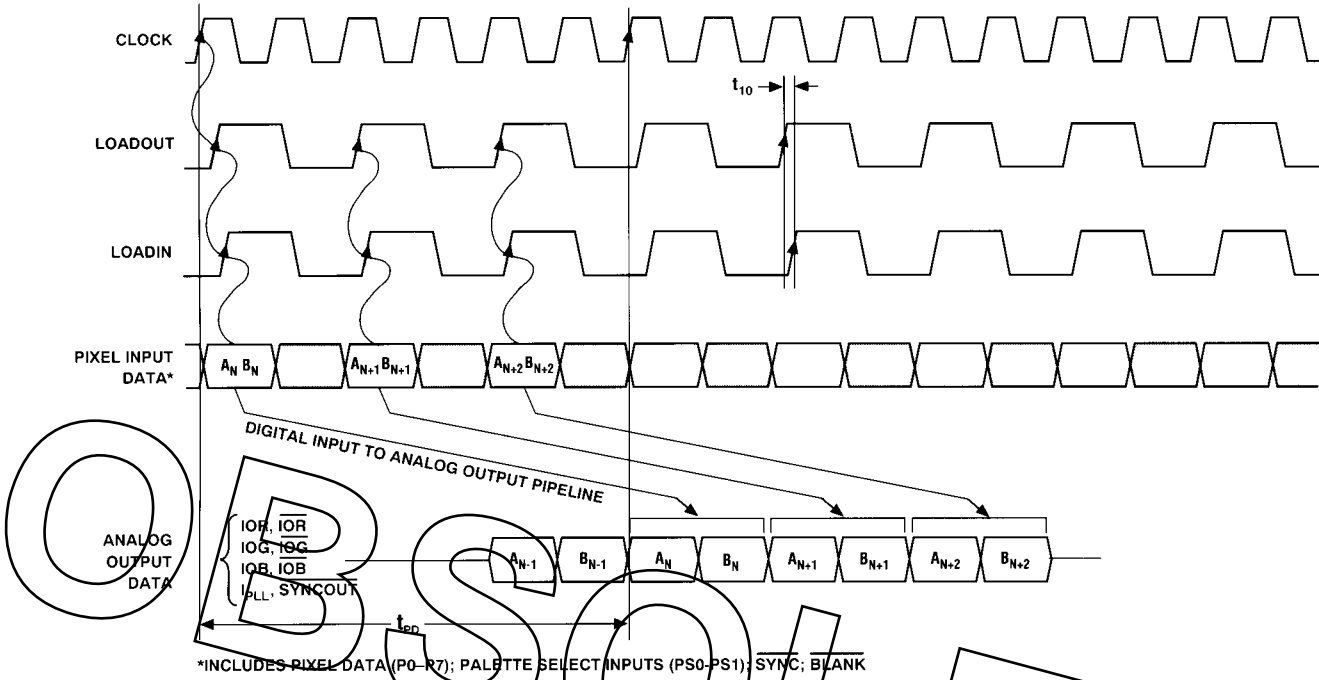 CLOCK
t10
LOADOUT
LOADIN
PIXEL INPUT
DATA*
AN BN
AN+1 BN+1
AN+2 BN+2
DIGITAL INPUT TO ANALOG OUTPUT PIPELINE
ANALOG
OUTPUT
DATA
IOR, IOR
IOG, IOG
IOB, IOB
IPLL, SYNCOUT
AN-1
BN-1
AN
BN
AN+1
BN+1
AN+2
BN+2
tPD
*INCLUDES PIXEL DATA (P0–P7); PALETTE SELECT INPUTS (PS0-PS1); SYNC; BLANK